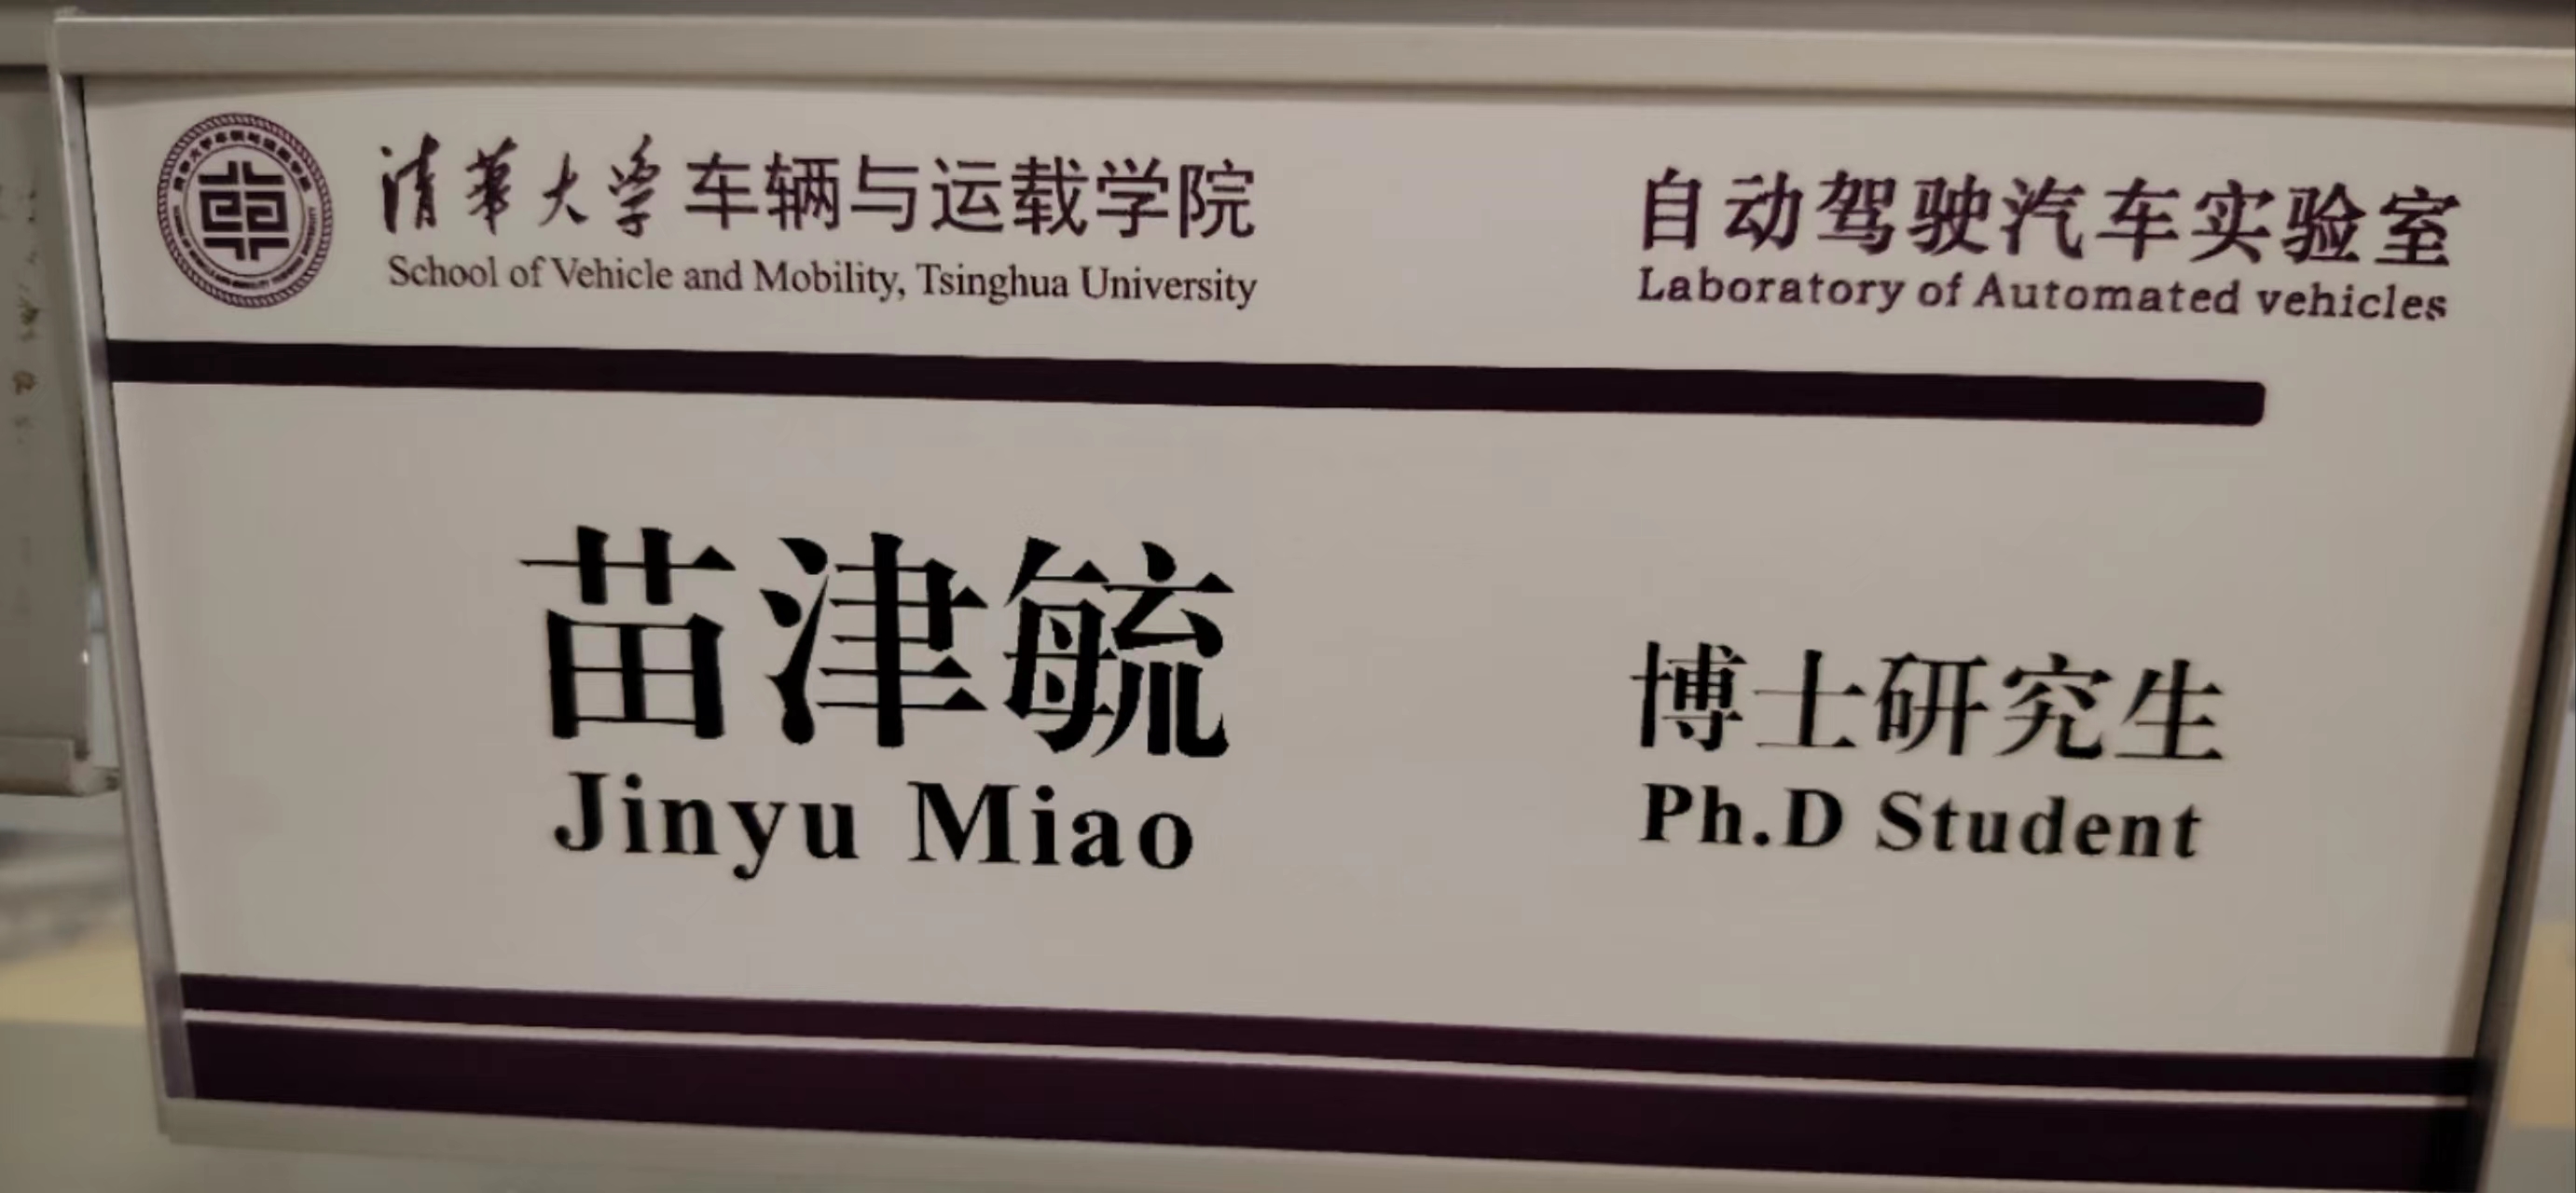 清華大学车辆与运载学院
School of Vehicle and Mobility, Tsinghua University
自动驾驶汽车实验室
Laboratory of Automated vehicles
苗津毓
Jinyu Miao
博士研究生
Ph.D Student